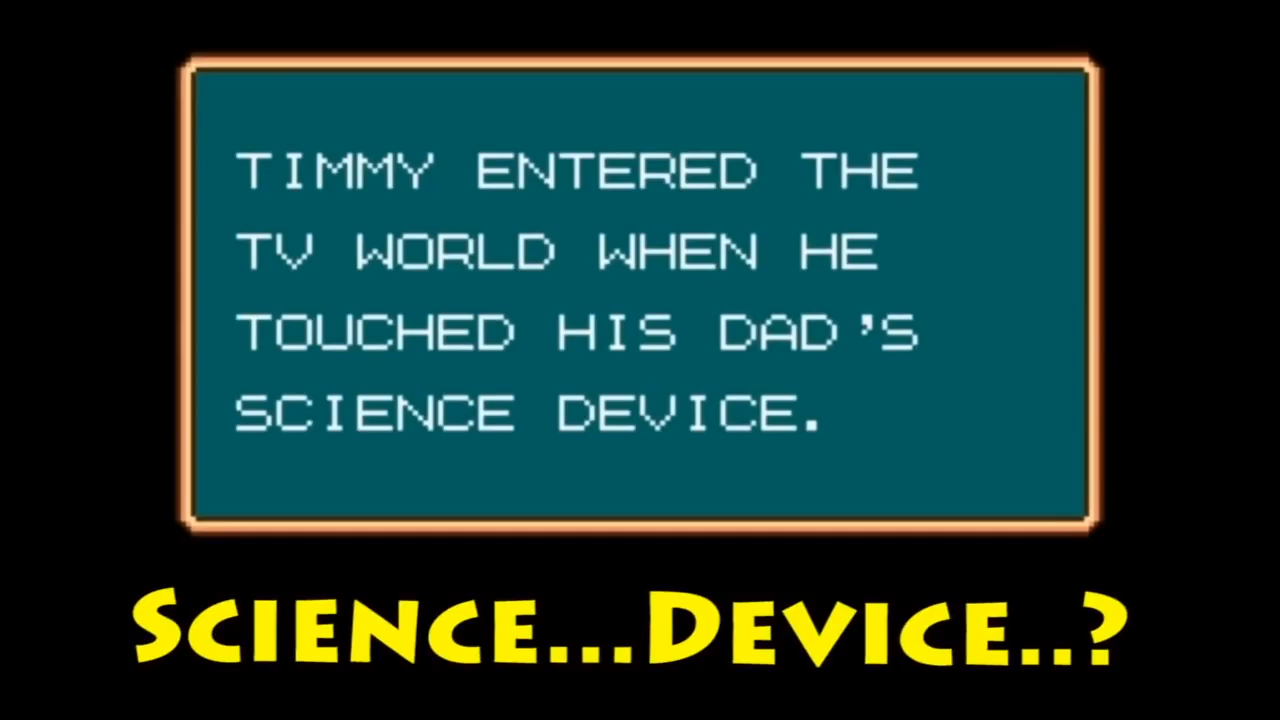 TIMMY ENTERED THE
TV WORLD WHEN HE
TOUCHED HIS DAD'S
SCIENCE DEVICE.
SCIENCE...DEVICE..?